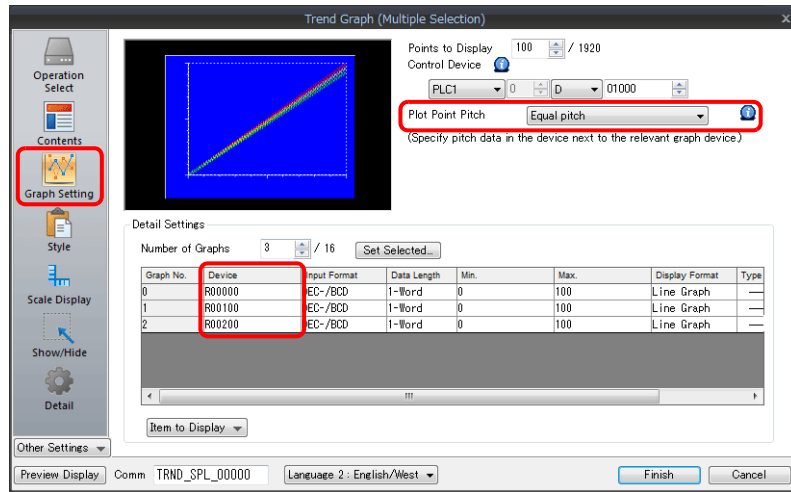 Trend Graph (Multiple Selection)
x
Operation
Select
Contents
Graph Setting
Style
Scale Display
Show/Hide
Detail
Other Settings
Points to Display 100 / 1920
Control Device
PLC1 0 D 01000
Plot Point Pitch Equal pitch
(Specify pitch data in the device next to the relevant graph device.)
Detail Settings
Number of Graphs 3 / 16 Set Selected...
Graph No. Device Input Format Data Length Min. Max. Display Format Type
0 R00000 DEC-/BCD 1-Word 0 100 Line Graph
1 R00100 DEC-/BCD 1-Word 0 100 Line Graph
2 R00200 DEC-/BCD 1-Word 0 100 Line Graph
Item to Display
Preview Display Comm TRND_SPL_00000 Language 2 : English/West Finish Cancel